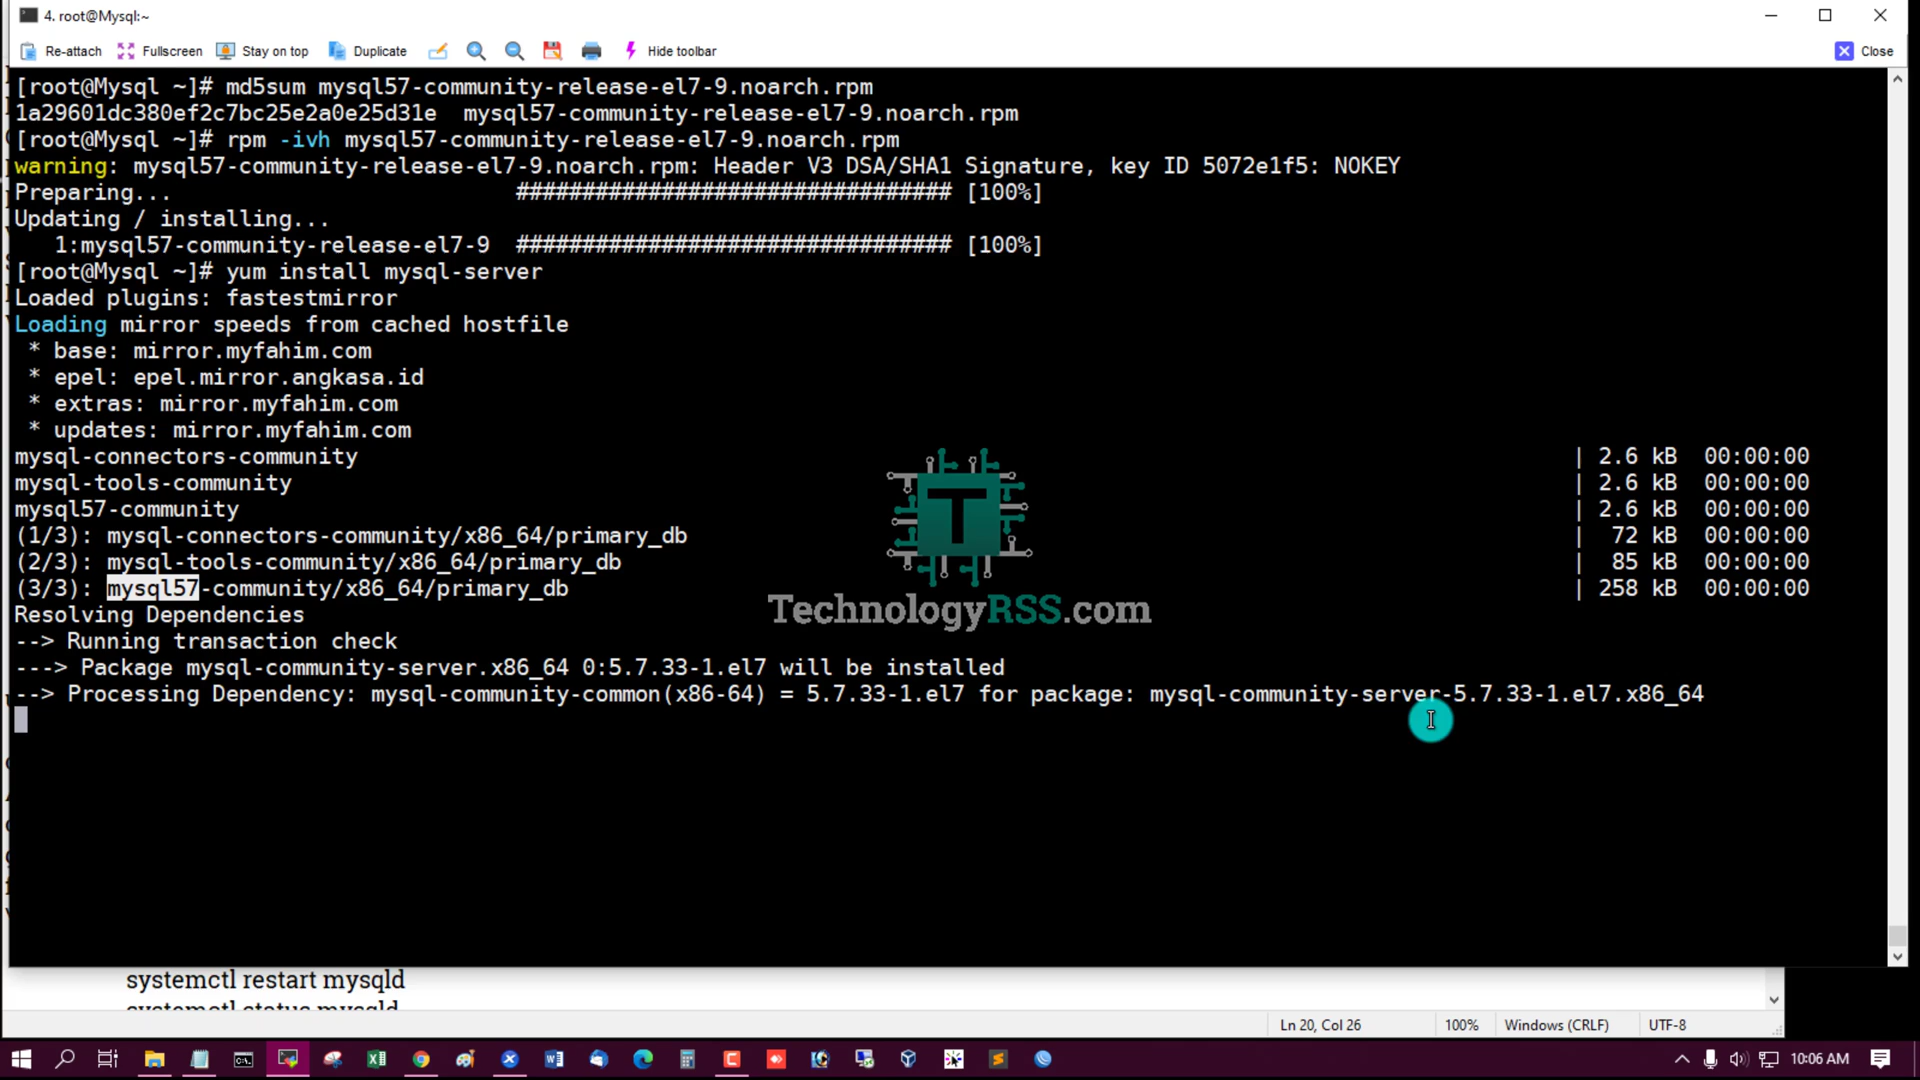 4. root@Mysql:~
Re-attach Fullscreen Stay on top Duplicate Hide toolbar Close
[root@Mysql ~]# md5sum mysql57-community-release-el7-9.noarch.rpm
1a29601dc380ef2c7bc25e2a0e25d31e  mysql57-community-release-el7-9.noarch.rpm
[root@Mysql ~]# rpm -ivh mysql57-community-release-el7-9.noarch.rpm
warning: mysql57-community-release-el7-9.noarch.rpm: Header V3 DSA/SHA1 Signature, key ID 5072e1f5: NOKEY
Preparing...                          ################################# [100%]
Updating / installing...
   1:mysql57-community-release-el7-9  ################################# [100%]
[root@Mysql ~]# yum install mysql-server
Loaded plugins: fastestmirror
Loading mirror speeds from cached hostfile
 * base: mirror.myfahim.com
 * epel: epel.mirror.angkasa.id
 * extras: mirror.myfahim.com
 * updates: mirror.myfahim.com
mysql-connectors-community | 2.6 kB  00:00:00
mysql-tools-community | 2.6 kB  00:00:00
mysql57-community | 2.6 kB  00:00:00
(1/3): mysql-connectors-community/x86_64/primary_db | 72 kB  00:00:00
(2/3): mysql-tools-community/x86_64/primary_db | 85 kB  00:00:00
(3/3): mysql57-community/x86_64/primary_db | 258 kB  00:00:00
T
TechnologyRSS.com
Resolving Dependencies
--> Running transaction check
---> Package mysql-community-server.x86_64 0:5.7.33-1.el7 will be installed
--> Processing Dependency: mysql-community-common(x86-64) = 5.7.33-1.el7 for package: mysql-community-server-5.7.33-1.el7.x86_64
systemctl restart mysqld
systemctl status mysqld
Ln 20, Col 26 100% Windows (CRLF) UTF-8
10:06 AM